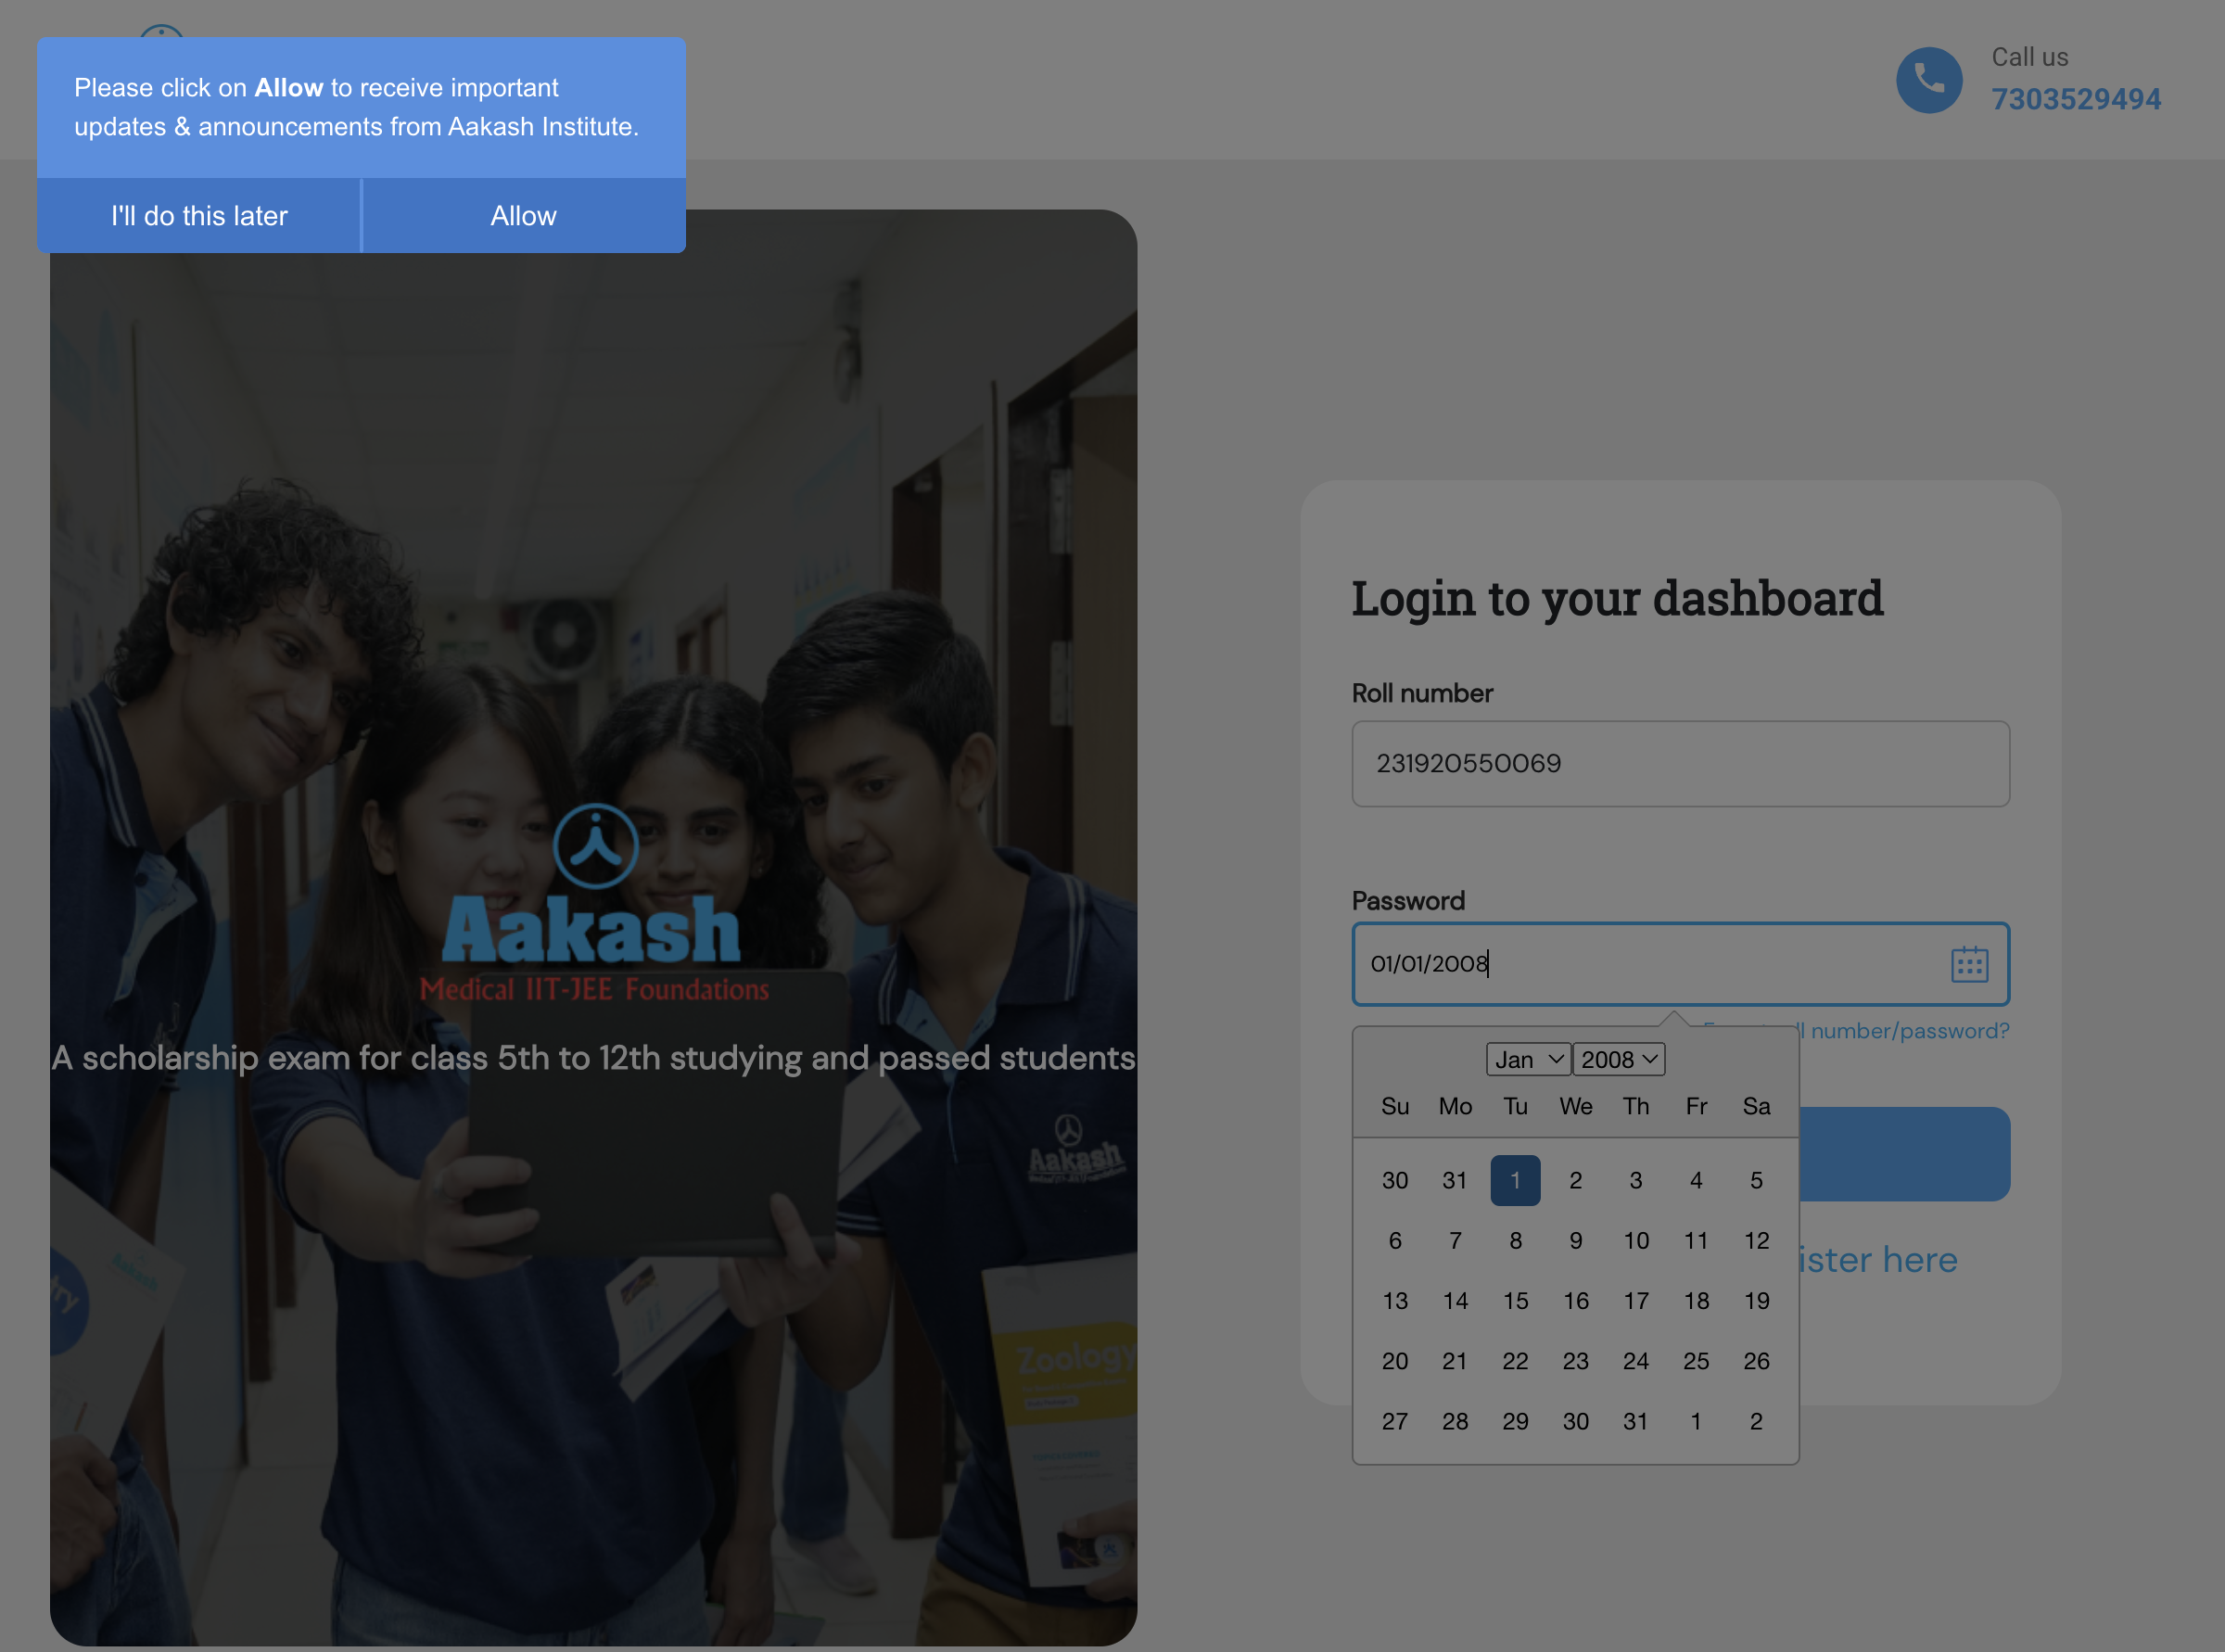 Please click on Allow to receive important
updates & announcements from Aakash Institute.
I'll do this later
Allow
Call us
7303529494
Aakash
Medical IIT-JEE Foundations
A scholarship exam for class 5th to 12th studying and passed students
Aakash
Zoology
Login to your dashboard
Roll number
231920550069
Password
01/01/2008
number/password?
Jan 2008
Su Mo Tu We Th Fr Sa
30 31 1 2 3 4 5
6 7 8 9 10 11 12
13 14 15 16 17 18 19
20 21 22 23 24 25 26
27 28 29 30 31 1 2
ister here